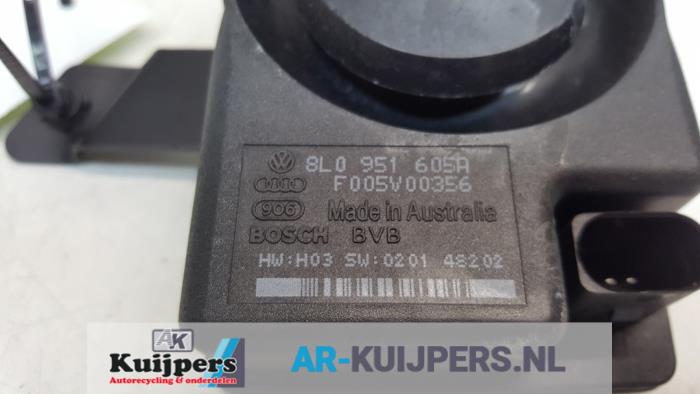 8L0 951 605A
F005V00356
906 Made in Australia
BOSCH BVB
HW:H03 SW:0201 48202
AK
Kuijpers
Autorecycling & onderdelen
AR-KUIJPERS.NL